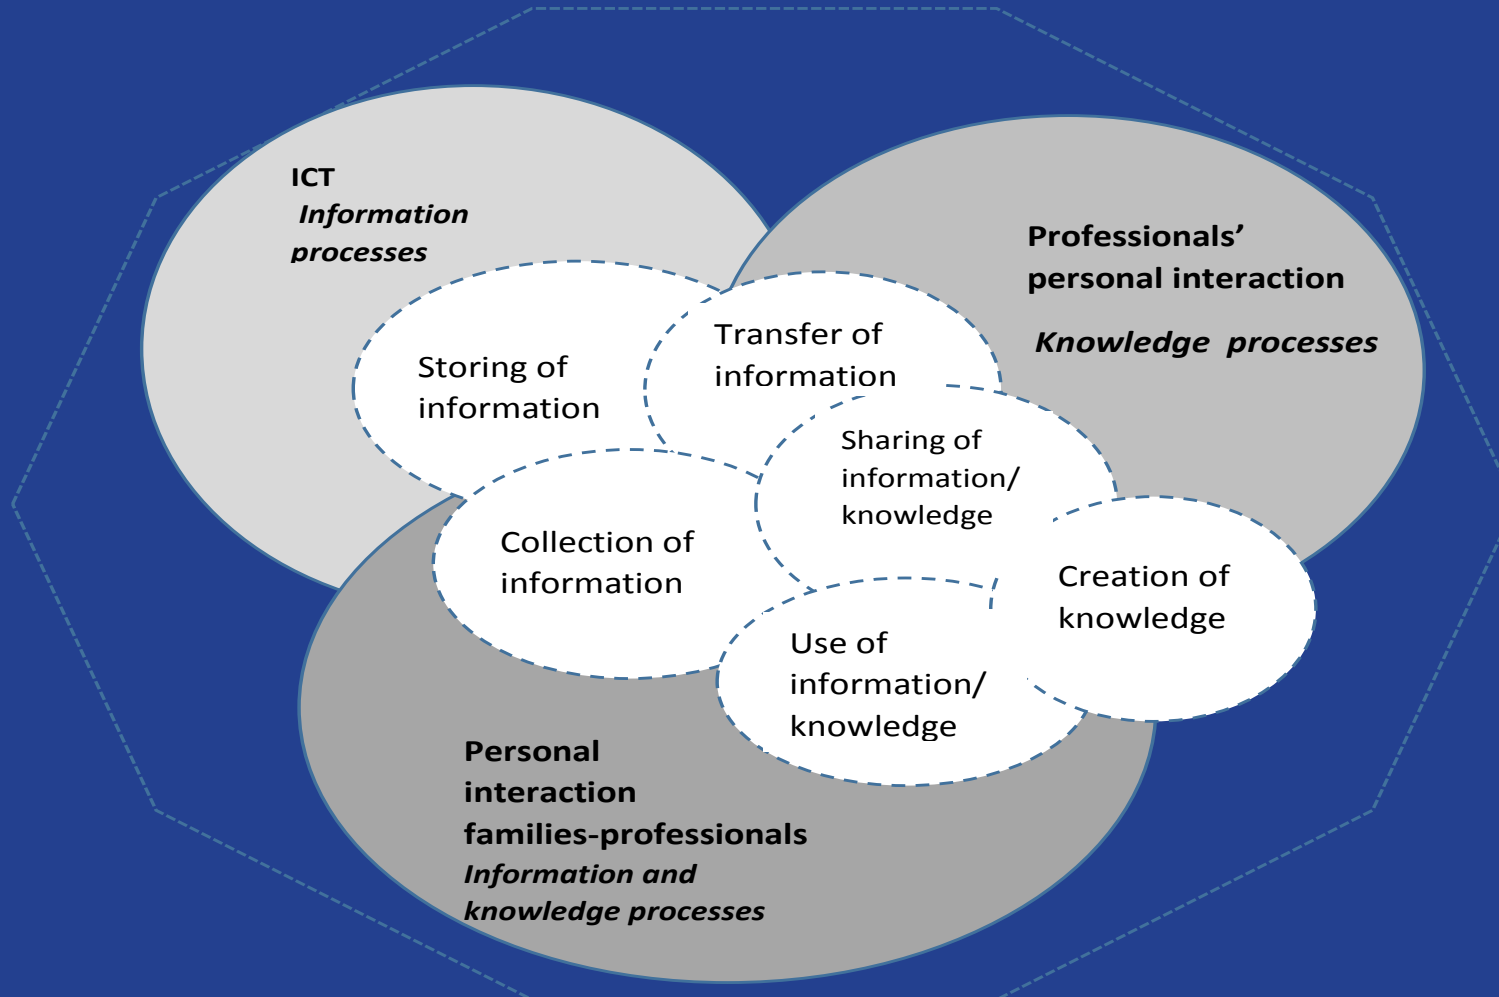 ICT
Information
processes
Professionals’
personal interaction
Knowledge processes
Storing of
information
Transfer of
information
Sharing of
information/
knowledge
Collection of
information
Creation of
knowledge
Use of
information/
knowledge
Personal
interaction
families-professionals
Information and
knowledge processes